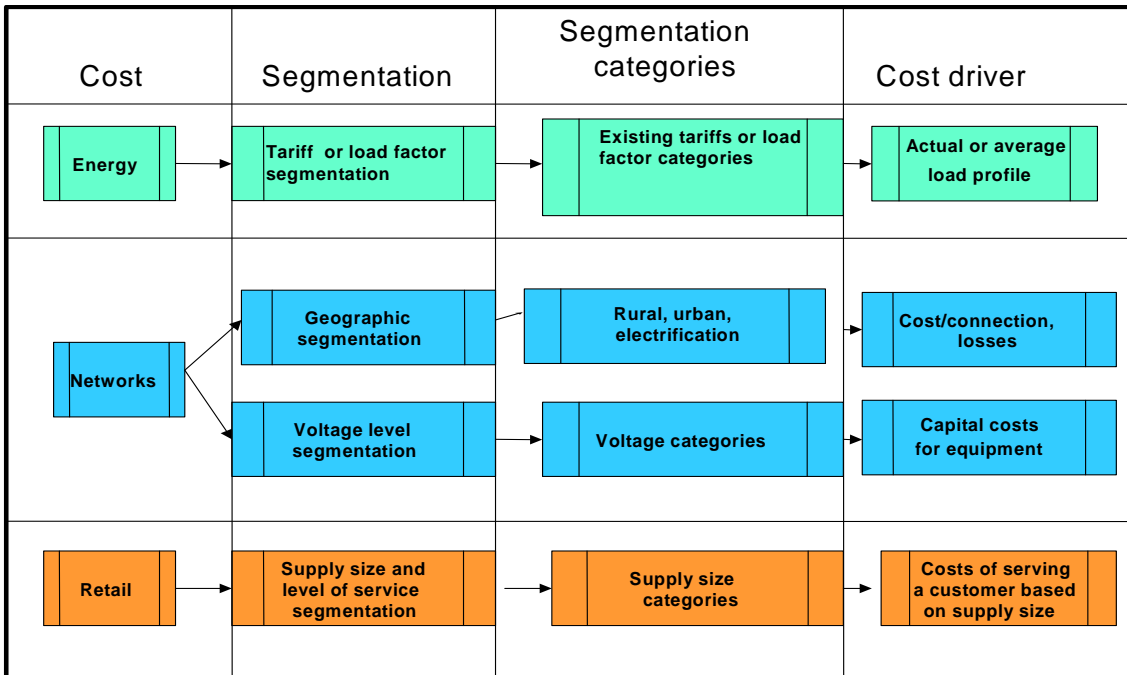 Cost
Segmentation
Segmentation
categories
Cost driver
Energy
Tariff or load factor
segmentation
Existing tariffs or load
factor categories
Actual or average
load profile
Networks
Geographic
segmentation
Rural, urban,
electrification
Cost/connection,
losses
Voltage level
segmentation
Voltage categories
Capital costs
for equipment
Retail
Supply size and
level of service
segmentation
Supply size
categories
Costs of serving
a customer based
on supply size